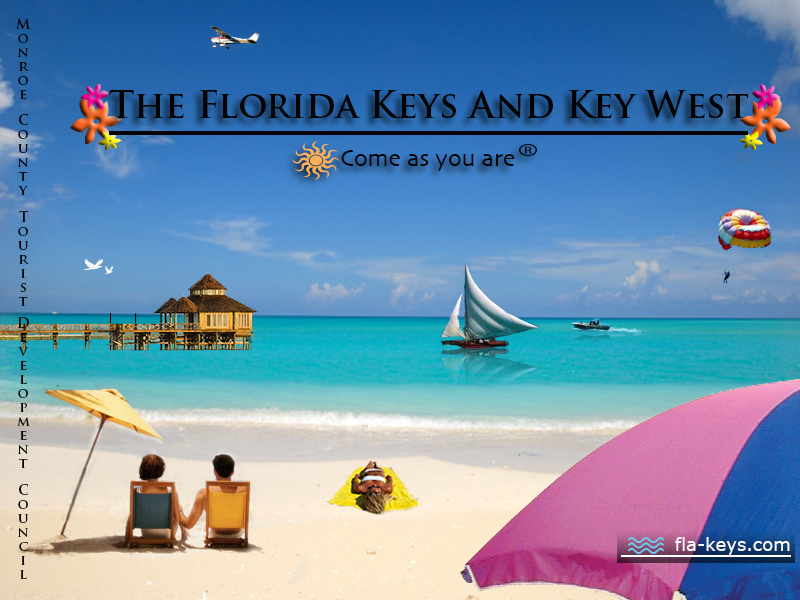 Monroe County Tourist Development Council
The Florida Keys And Key West
Come as you are®
fla-keys.com